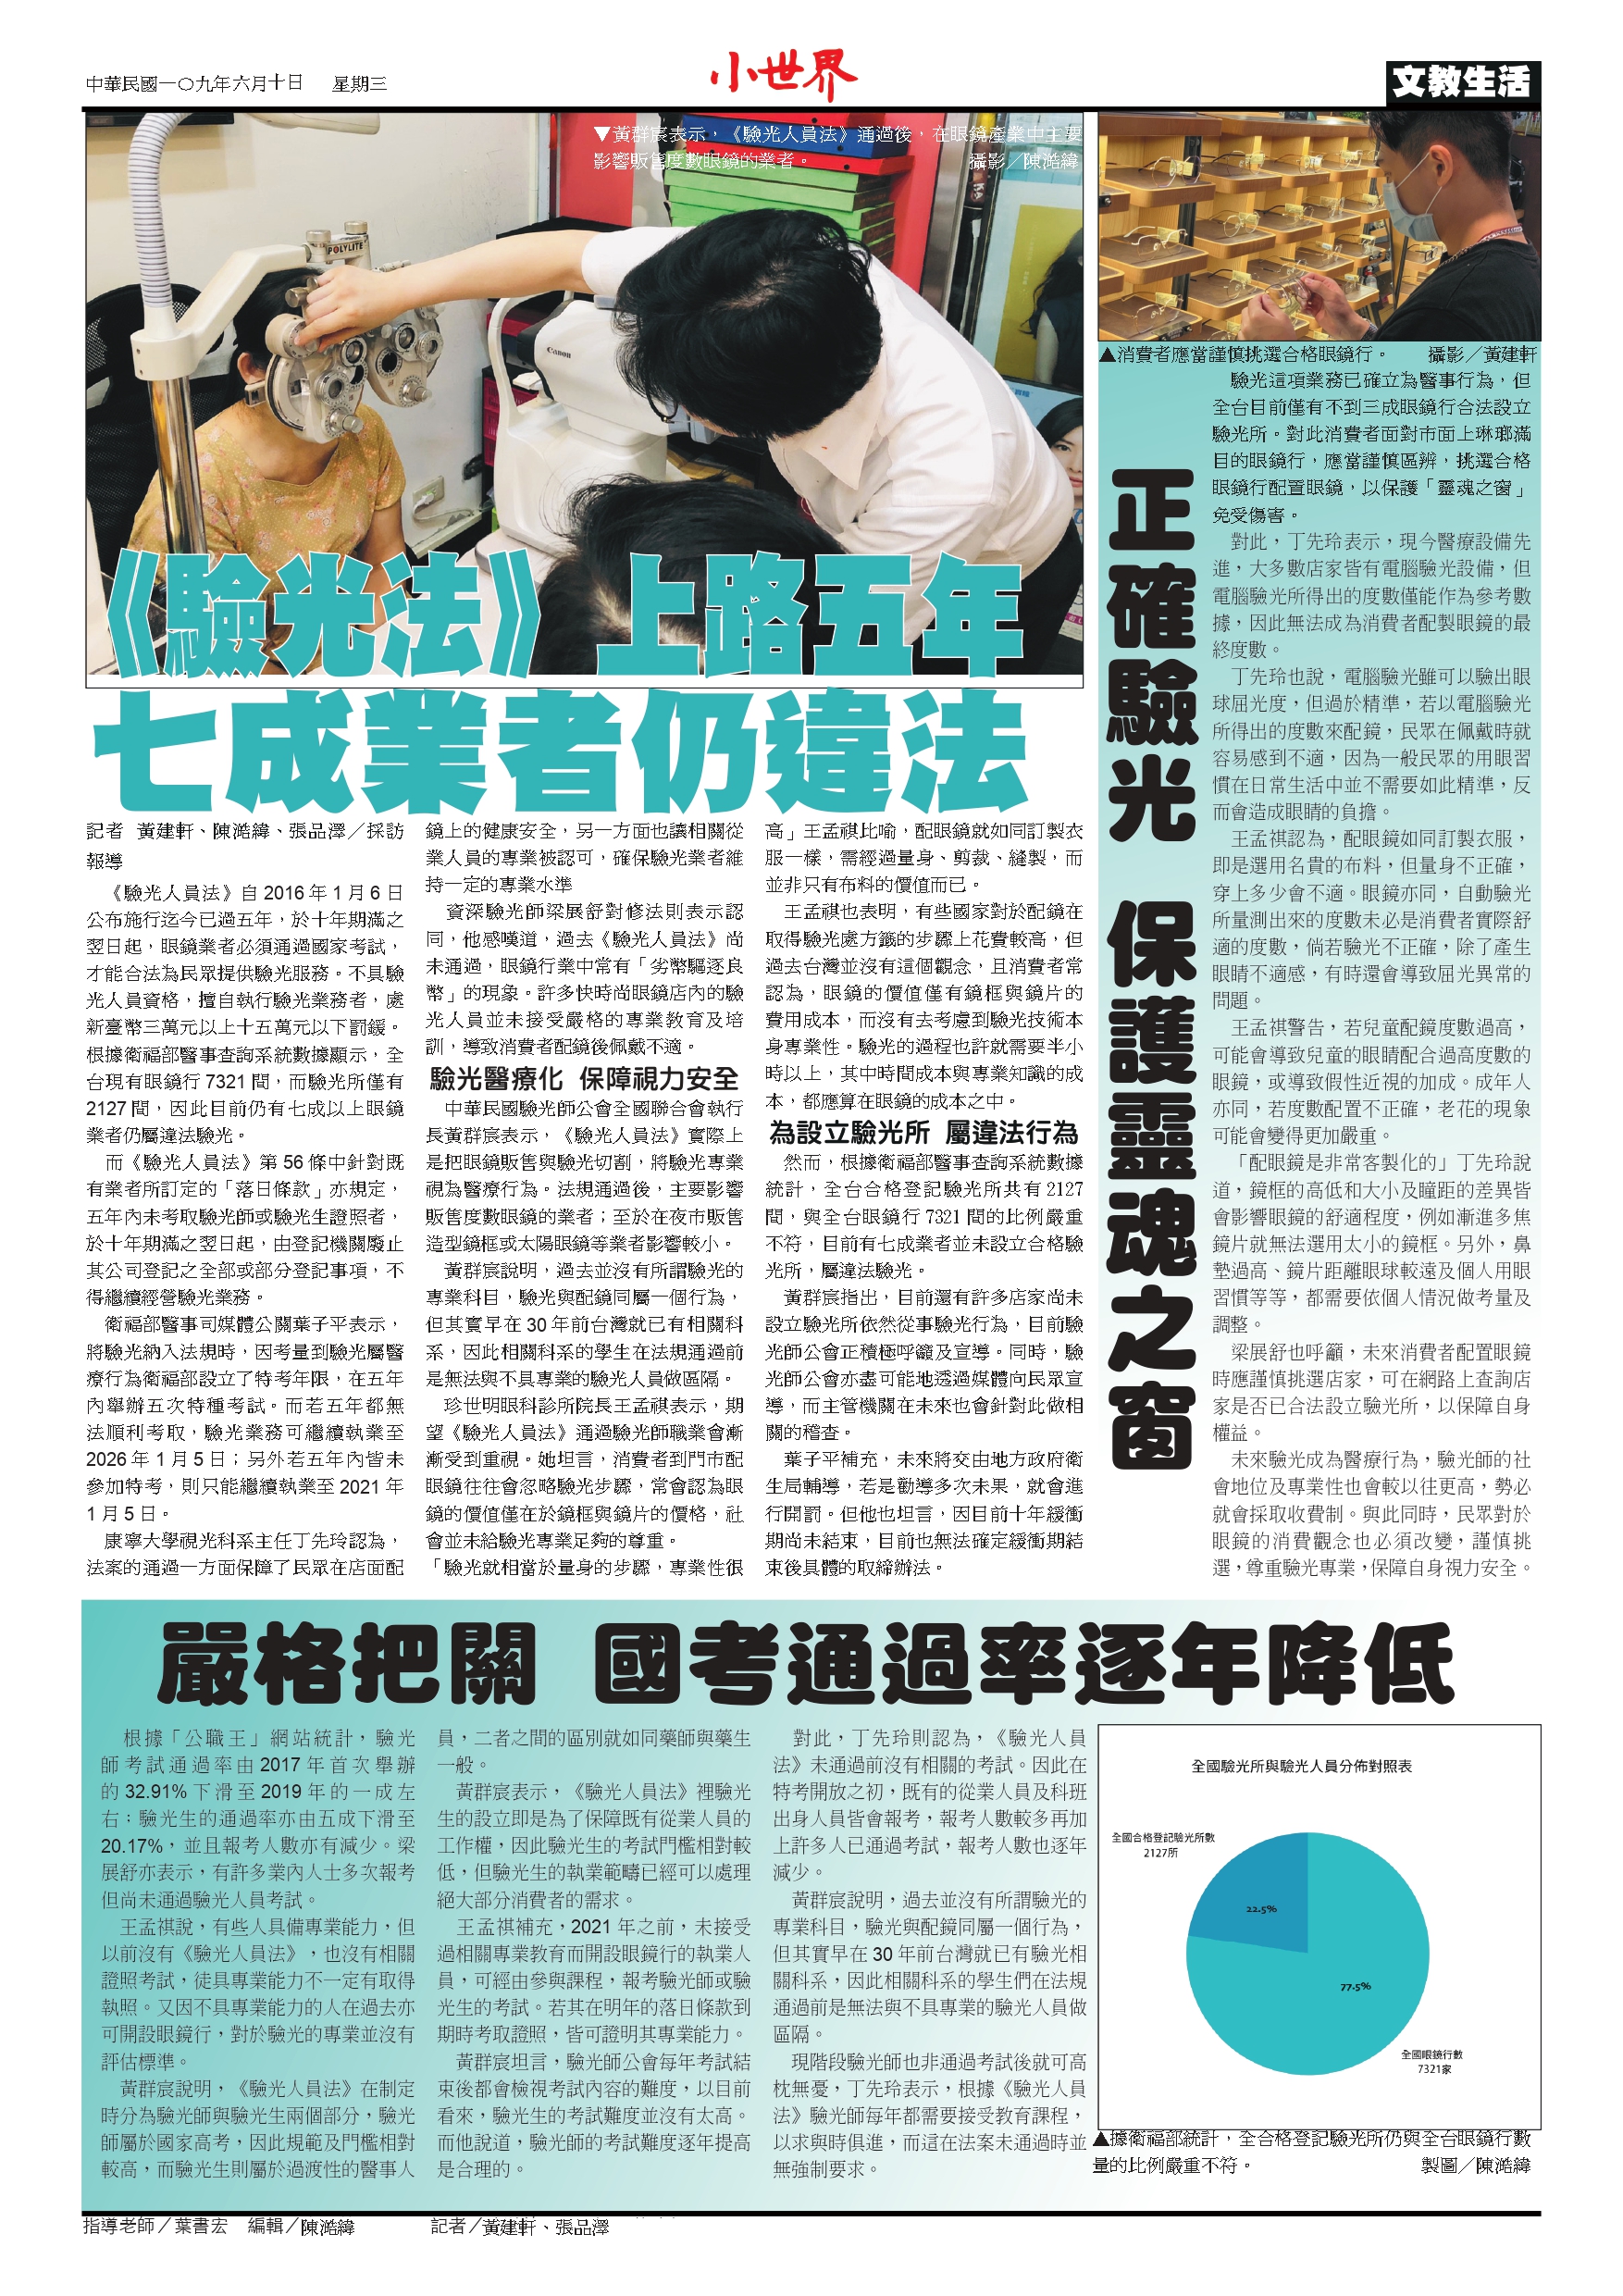 中華民國一〇九年六月十日 星期三
小世界
文教生活
▼黃群宸表示，《驗光人員法》通過後，在眼鏡產業中主要
影響販售度數眼鏡的業者。 攝影／陳澔緯
POLYLITE
Canon
《驗光法》上路五年
七成業者仍違法
記者 黃建軒、陳澔緯、張品澤／採訪
報導
《驗光人員法》自 2016 年 1 月 6 日
公布施行迄今已過五年，於十年期滿之
翌日起，眼鏡業者必須通過國家考試，
才能合法為民眾提供驗光服務。不具驗
光人員資格，擅自執行驗光業務者，處
新臺幣三萬元以上十五萬元以下罰鍰。
根據衛福部醫事查詢系統數據顯示，全
台現有眼鏡行 7321 間，而驗光所僅有
2127 間，因此目前仍有七成以上眼鏡
業者仍屬違法驗光。
而《驗光人員法》第 56 條中針對既
有業者所訂定的「落日條款」亦規定，
五年內未考取驗光師或驗光生證照者，
於十年期滿之翌日起，由登記機關廢止
其公司登記之全部或部分登記事項，不
得繼續經營驗光業務。
衛福部醫事司媒體公關葉子平表示，
將驗光納入法規時，因考量到驗光屬醫
療行為衛福部設立了特考年限，在五年
內舉辦五次特種考試。而若五年都無
法順利考取，驗光業務可繼續執業至
2026 年 1 月 5 日；另外若五年內皆未
參加特考，則只能繼續執業至 2021 年
1 月 5 日。
康寧大學視光科系主任丁先玲認為，
法案的通過一方面保障了民眾在店面配
鏡上的健康安全，另一方面也讓相關從
業人員的專業被認可，確保驗光業者維
持一定的專業水準
資深驗光師梁展舒對修法則表示認
同，他感嘆道，過去《驗光人員法》尚
未通過，眼鏡行業中常有「劣幣驅逐良
幣」的現象。許多快時尚眼鏡店內的驗
光人員並未接受嚴格的專業教育及培
訓，導致消費者配鏡後佩戴不適。
驗光醫療化 保障視力安全
中華民國驗光師公會全國聯合會執行
長黃群宸表示，《驗光人員法》實際上
是把眼鏡販售與驗光切割，將驗光專業
視為醫療行為。法規通過後，主要影響
販售度數眼鏡的業者；至於在夜市販售
造型鏡框或太陽眼鏡等業者影響較小。
黃群宸說明，過去並沒有所謂驗光的
專業科目，驗光與配鏡同屬一個行為，
但其實早在 30 年前台灣就已有相關科
系，因此相關科系的學生在法規通過前
是無法與不具專業的驗光人員做區隔。
珍世明眼科診所院長王孟祺表示，期
望《驗光人員法》通過驗光師職業會漸
漸受到重視。她坦言，消費者到門市配
眼鏡往往會忽略驗光步驟，常會認為眼
鏡的價值僅在於鏡框與鏡片的價格，社
會並未給驗光專業足夠的尊重。
「驗光就相當於量身的步驟，專業性很
高」王孟祺比喻，配眼鏡就如同訂製衣
服一樣，需經過量身、剪裁、縫製，而
並非只有布料的價值而已。
王孟祺也表明，有些國家對於配鏡在
取得驗光處方籤的步驟上花費較高，但
過去台灣並沒有這個觀念，且消費者常
認為，眼鏡的價值僅有鏡框與鏡片的
費用成本，而沒有去考慮到驗光技術本
身專業性。驗光的過程也許就需要半小
時以上，其中時間成本與專業知識的成
本，都應算在眼鏡的成本之中。
為設立驗光所 屬違法行為
然而，根據衛福部醫事查詢系統數據
統計，全台合格登記驗光所共有 2127
間，與全台眼鏡行 7321 間的比例嚴重
不符，目前有七成業者並未設立合格驗
光所，屬違法驗光。
黃群宸指出，目前還有許多店家尚未
設立驗光所依然從事驗光行為，目前驗
光師公會正積極呼籲及宣導。同時，驗
光師公會亦盡可能地透過媒體向民眾宣
導，而主管機關在未來也會針對此做相
關的稽查。
葉子平補充，未來將交由地方政府衛
生局輔導，若是勸導多次未果，就會進
行開罰。但他也坦言，因目前十年緩衝
期尚未結束，目前也無法確定緩衝期結
束後具體的取締辦法。
▲消費者應當謹慎挑選合格眼鏡行。 攝影／黃建軒
正確驗光 保護靈魂之窗
驗光這項業務已確立為醫事行為，但
全台目前僅有不到三成眼鏡行合法設立
驗光所。對此消費者面對市面上琳瑯滿
目的眼鏡行，應當謹慎區辨，挑選合格
眼鏡行配置眼鏡，以保護「靈魂之窗」
免受傷害。
對此，丁先玲表示，現今醫療設備先
進，大多數店家皆有電腦驗光設備，但
電腦驗光所得出的度數僅能作為參考數
據，因此無法成為消費者配製眼鏡的最
終度數。
丁先玲也說，電腦驗光雖可以驗出眼
球屈光度，但過於精準，若以電腦驗光
所得出的度數來配鏡，民眾在佩戴時就
容易感到不適，因為一般民眾的用眼習
慣在日常生活中並不需要如此精準，反
而會造成眼睛的負擔。
王孟祺認為，配眼鏡如同訂製衣服，
即是選用名貴的布料，但量身不正確，
穿上多少會不適。眼鏡亦同，自動驗光
所量測出來的度數未必是消費者實際舒
適的度數，倘若驗光不正確，除了產生
眼睛不適感，有時還會導致屈光異常的
問題。
王孟祺警告，若兒童配鏡度數過高，
可能會導致兒童的眼睛配合過高度數的
眼鏡，或導致假性近視的加成。成年人
亦同，若度數配置不正確，老花的現象
可能會變得更加嚴重。
「配眼鏡是非常客製化的」丁先玲說
道，鏡框的高低和大小及瞳距的差異皆
會影響眼鏡的舒適程度，例如漸進多焦
鏡片就無法選用太小的鏡框。另外，鼻
墊過高、鏡片距離眼球較遠及個人用眼
習慣等等，都需要依個人情況做考量及
調整。
梁展舒也呼籲，未來消費者配置眼鏡
時應謹慎挑選店家，可在網路上查詢店
家是否已合法設立驗光所，以保障自身
權益。
未來驗光成為醫療行為，驗光師的社
會地位及專業性也會較以往更高，勢必
就會採取收費制。與此同時，民眾對於
眼鏡的消費觀念也必須改變，謹慎挑
選，尊重驗光專業，保障自身視力安全。
嚴格把關 國考通過率逐年降低
根據「公職王」網站統計，驗光
師考試通過率由 2017 年首次舉辦
的 32.91% 下滑至 2019 年的一成左
右；驗光生的通過率亦由五成下滑至
20.17%，並且報考人數亦有減少。梁
展舒亦表示，有許多業內人士多次報考
但尚未通過驗光人員考試。
王孟祺說，有些人具備專業能力，但
以前沒有《驗光人員法》，也沒有相關
證照考試，徒具專業能力不一定有取得
執照。又因不具專業能力的人在過去亦
可開設眼鏡行，對於驗光的專業並沒有
評估標準。
黃群宸說明，《驗光人員法》在制定
時分為驗光師與驗光生兩個部分，驗光
師屬於國家高考，因此規範及門檻相對
較高，而驗光生則屬於過渡性的醫事人
員，二者之間的區別就如同藥師與藥生
一般。
黃群宸表示，《驗光人員法》裡驗光
生的設立即是為了保障既有從業人員的
工作權，因此驗光生的考試門檻相對較
低，但驗光生的執業範疇已經可以處理
絕大部分消費者的需求。
王孟祺補充，2021 年之前，未接受
過相關專業教育而開設眼鏡行的執業人
員，可經由參與課程，報考驗光師或驗
光生的考試。若其在明年的落日條款到
期時考取證照，皆可證明其專業能力。
黃群宸坦言，驗光師公會每年考試結
束後都會檢視考試內容的難度，以目前
看來，驗光生的考試難度並沒有太高。
而他說道，驗光師的考試難度逐年提高
是合理的。
對此，丁先玲則認為，《驗光人員
法》未通過前沒有相關的考試。因此在
特考開放之初，既有的從業人員及科班
出身人員皆會報考，報考人數較多再加
上許多人已通過考試，報考人數也逐年
減少。
黃群宸說明，過去並沒有所謂驗光的
專業科目，驗光與配鏡同屬一個行為，
但其實早在 30 年前台灣就已有驗光相
關科系，因此相關科系的學生們在法規
通過前是無法與不具專業的驗光人員做
區隔。
現階段驗光師也非通過考試後就可高
枕無憂，丁先玲表示，根據《驗光人員
法》驗光師每年都需要接受教育課程，
以求與時俱進，而這在法案未通過時並
無強制要求。
全國驗光所與驗光人員分佈對照表
全國合格登記驗光所數
2127所
22.5%
77.5%
全國眼鏡行數
7321家
▲據衛福部統計，全合格登記驗光所仍與全台眼鏡行數
量的比例嚴重不符。 製圖／陳澔緯
指導老師／葉書宏 編輯／陳澔緯 記者／黃建軒、張品澤